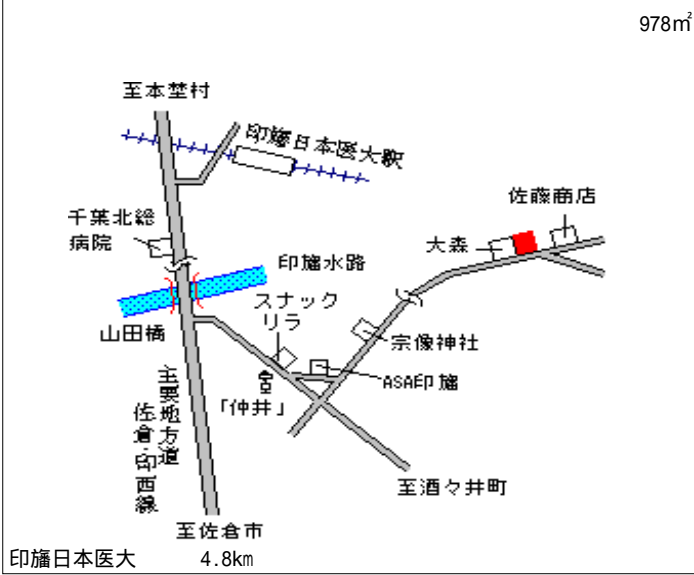 978㎡
至本埜村
印旛日本医大駅
佐藤商店
千葉北総
病院
大森
印旛水路
スナック
リラ
山田橋
宗像神社
ASA印旛
「仲井」
主要地方道
佐倉・印西線
至酒々井町
至佐倉市
印旛日本医大 4.8km